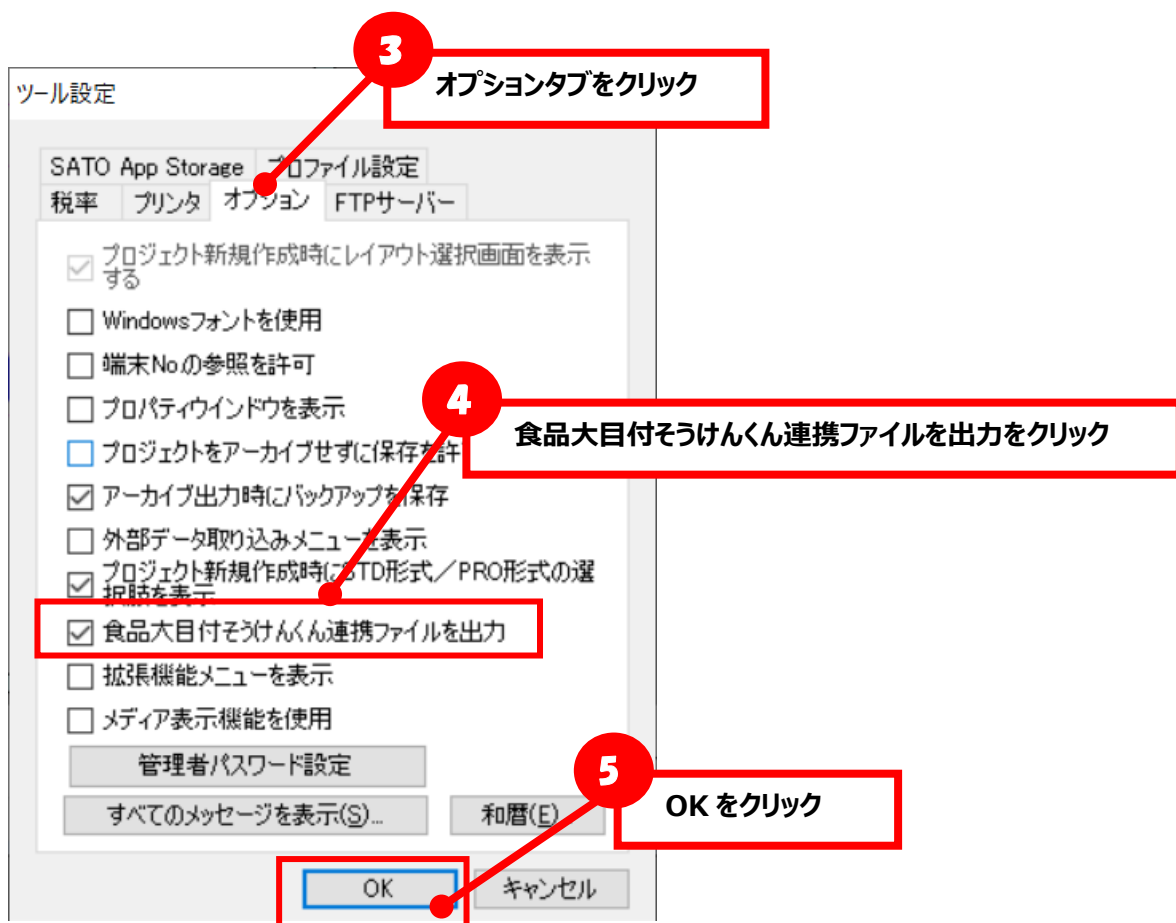 3
オプションタブをクリック
ツール設定
SATO App Storage プロファイル設定
税率 プリンタ オプション FTPサーバー
プロジェクト新規作成時にレイアウト選択画面を表示
する
Windowsフォントを使用
端末No.の参照を許可
プロパティウインドウを表示
4
食品大目付そうけんくん連携ファイルを出力をクリック
プロジェクトをアーカイブせずに保存を許
アーカイブ出力時にバックアップを保存
外部データ取り込みメニューを表示
プロジェクト新規作成時にSTD形式／PRO形式の選
択肢を表示
食品大目付そうけんくん連携ファイルを出力
拡張機能メニューを表示
メディア表示機能を使用
管理者パスワード設定
5
OK をクリック
すべてのメッセージを表示(S)... 和暦(E)
OK キャンセル